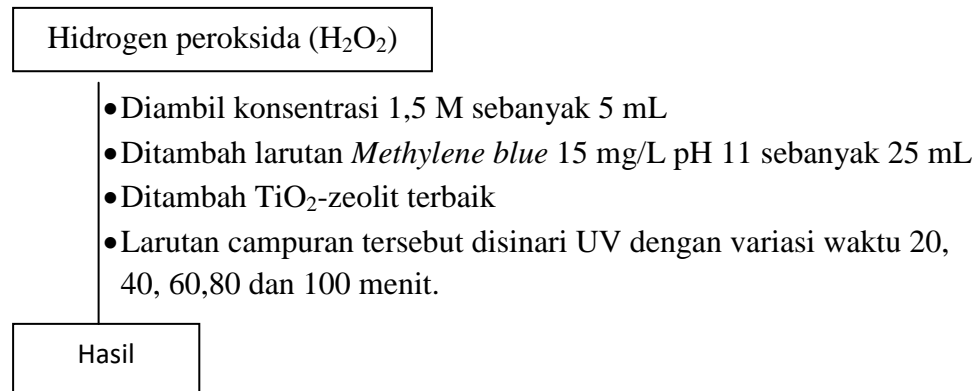 Hidrogen peroksida (H₂O₂)
•Diambil konsentrasi 1,5 M sebanyak 5 mL
•Ditambah larutan Methylene blue 15 mg/L pH 11 sebanyak 25 mL
•Ditambah TiO₂-zeolit terbaik
•Larutan campuran tersebut disinari UV dengan variasi waktu 20,
40, 60,80 dan 100 menit.
Hasil